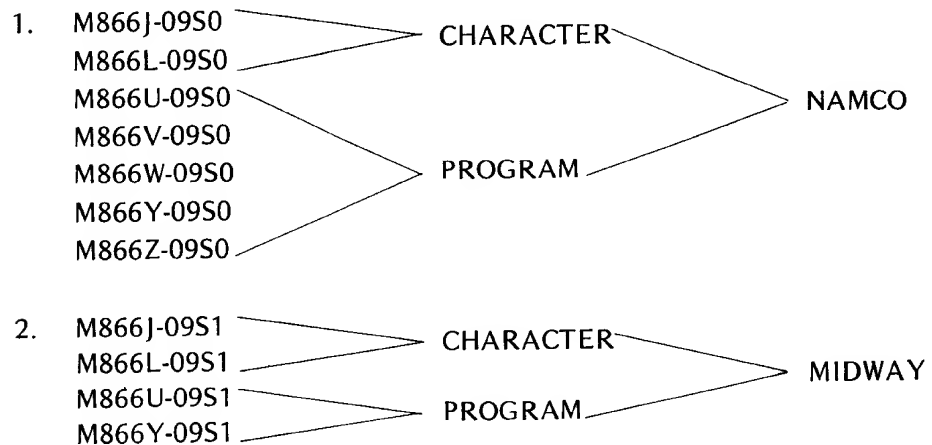 1. M866J-09S0 CHARACTER
M866L-09S0
M866U-09S0 NAMCO
M866V-09S0
M866W-09S0 PROGRAM
M866Y-09S0
M866Z-09S0
2. M866J-09S1 CHARACTER
M866L-09S1 MIDWAY
M866U-09S1 PROGRAM
M866Y-09S1